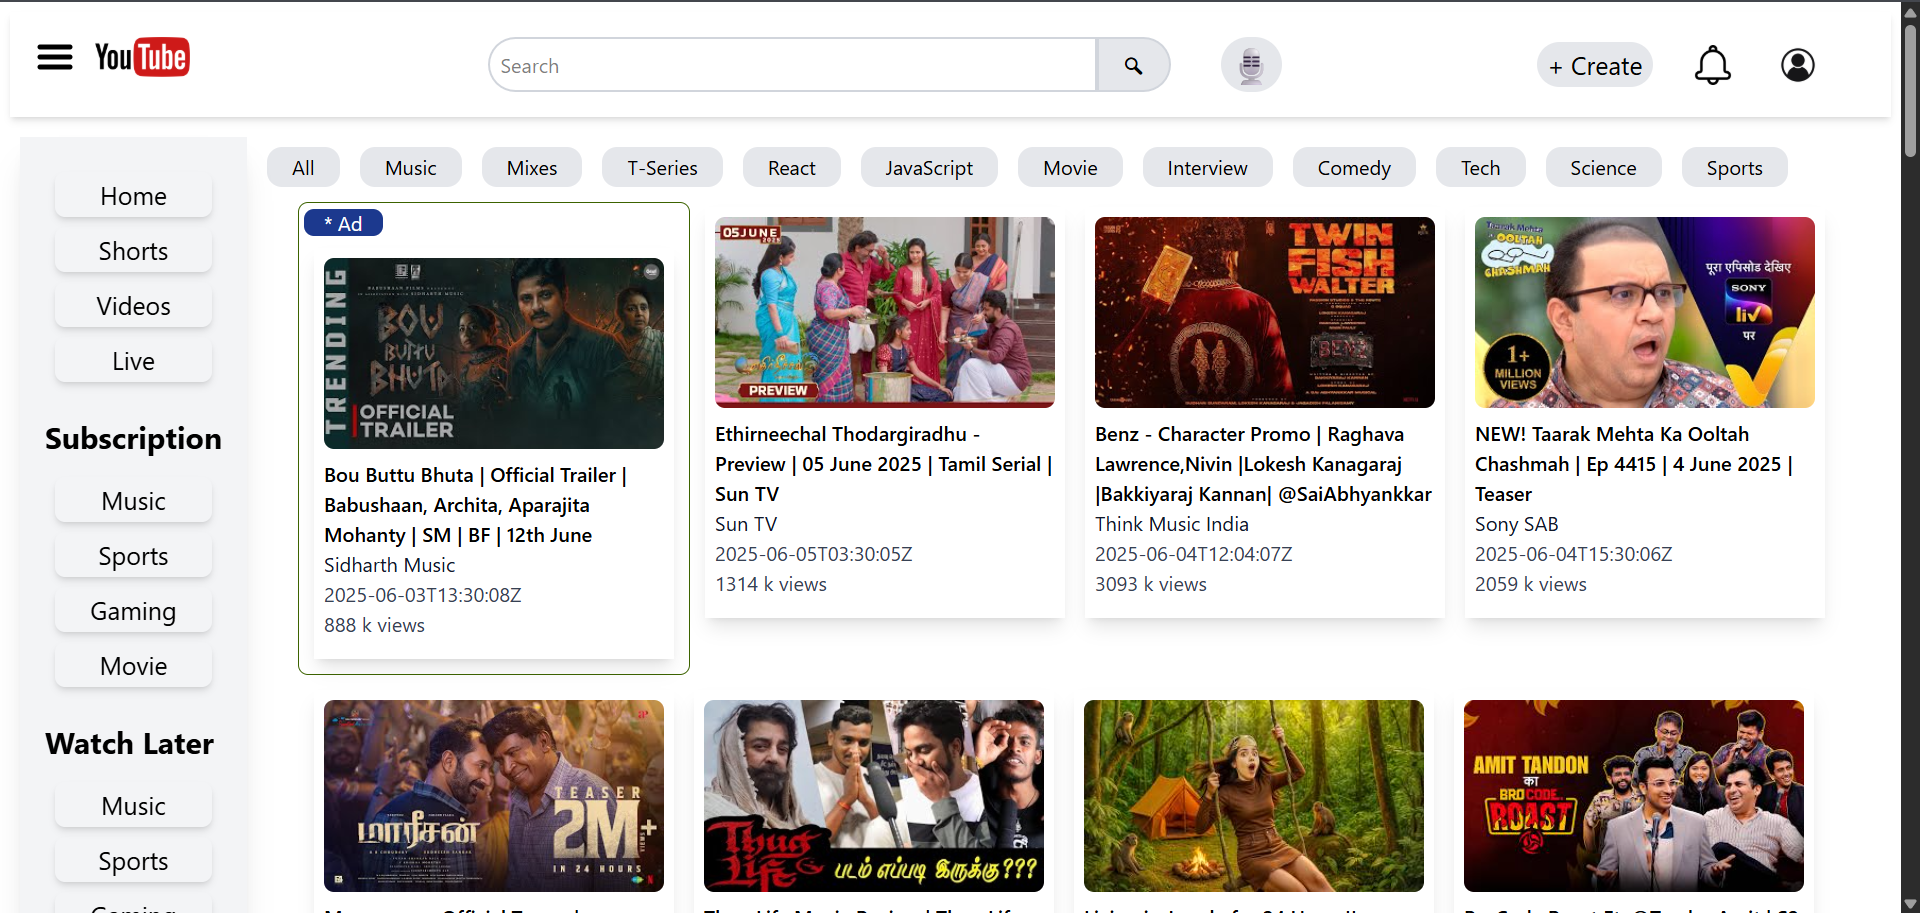 YouTube
Search
+ Create
Home
Shorts
Videos
Live
Subscription
Music
Sports
Gaming
Movie
Watch Later
Music
Sports
All
Music
Mixes
T-Series
React
JavaScript
Movie
Interview
Comedy
Tech
Science
Sports
* Ad
TRENDING
BOU
BUTTU
BHUTA
OFFICIAL
TRAILER
Bou Buttu Bhuta | Official Trailer |
Babushaan, Archita, Aparajita
Mohanty | SM | BF | 12th June
Sidharth Music
2025-06-03T13:30:08Z
888 k views
05 JUNE
2025
PREVIEW
Ethirneechal Thodargiradhu -
Preview | 05 June 2025 | Tamil Serial |
Sun TV
Sun TV
2025-06-05T03:30:05Z
1314 k views
TWIN
FISH
WALTER
BENZ
Benz - Character Promo | Raghava
Lawrence,Nivin |Lokesh Kanagaraj
|Bakkiyaraj Kannan| @SaiAbhyankkar
Think Music India
2025-06-04T12:04:07Z
3093 k views
Taarak Mehta
Ka OOLTAH
CHASHMAH
पूरा एपिसोड देखिए
SONY
liv
पर
1+
MILLION
VIEWS
NEW! Taarak Mehta Ka Ooltah
Chashmah | Ep 4415 | 4 June 2025 |
Teaser
Sony SAB
2025-06-04T15:30:06Z
2059 k views
மாரீசன்
TEASER
2M+
VIEWS
IN 24 HOURS
Thug
Life
படம் எப்படி இருக்கு???
AMIT TANDON
का
BRO CODE
ROAST